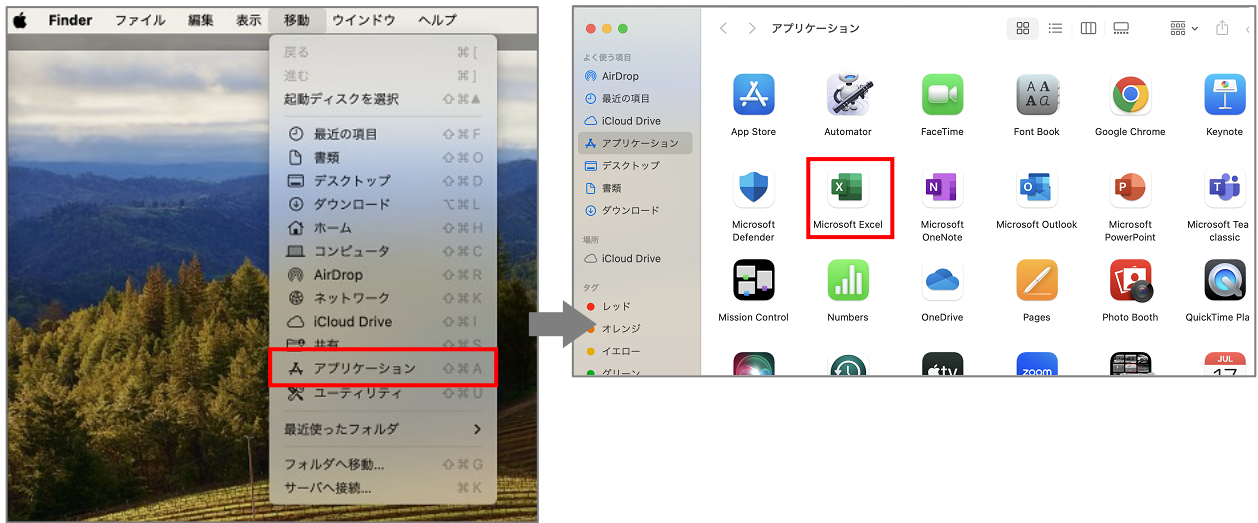 Finder ファイル 編集 表示 移動 ウインドウ ヘルプ
戻る ⌘ [
進む ⌘ ]
起動ディスクを選択 ⇧⌘▲
最近の項目 ⇧⌘F
書類 ⇧⌘O
デスクトップ ⇧⌘D
ダウンロード ⌥⌘L
ホーム ⇧⌘H
コンピュータ ⇧⌘C
AirDrop ⇧⌘R
ネットワーク ⇧⌘K
iCloud Drive ⇧⌘I
共有 ⇧⌘S
アプリケーション ⇧⌘A
ユーティリティ ⇧⌘U
最近使ったフォルダ >
フォルダへ移動... ⇧⌘G
サーバへ接続... ⌘K
アプリケーション
よく使う項目
AirDrop
最近の項目
iCloud Drive
アプリケーション
デスクトップ
書類
ダウンロード
場所
iCloud Drive
タグ
レッド
オレンジ
イエロー
グリーン
App Store
Automator
FaceTime
Font Book
Google Chrome
Keynote
Microsoft
Defender
Microsoft Excel
Microsoft
OneNote
Microsoft Outlook
Microsoft
PowerPoint
Microsoft Tea
classic
Mission Control
Numbers
OneDrive
Pages
Photo Booth
QuickTime Pla
tv
zoom
JUL
17